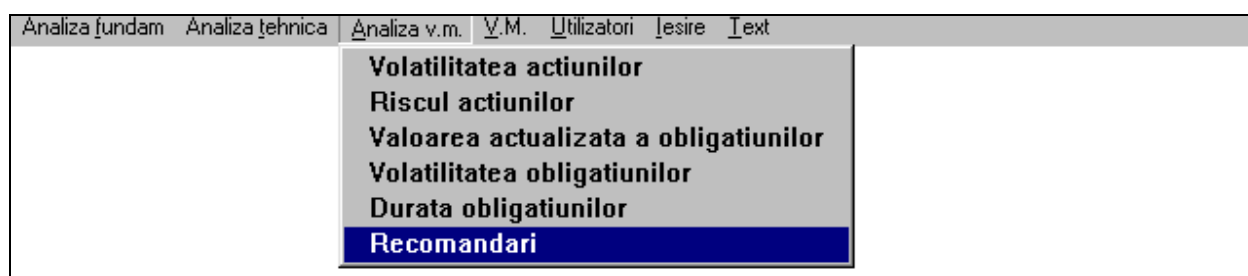 Analiza fundam Analiza tehnica Analiza v.m. V.M. Utilizatori Iesire Text
Volatilitatea actiunilor
Riscul actiunilor
Valoarea actualizata a obligatiunilor
Volatilitatea obligatiunilor
Durata obligatiunilor
Recomandari